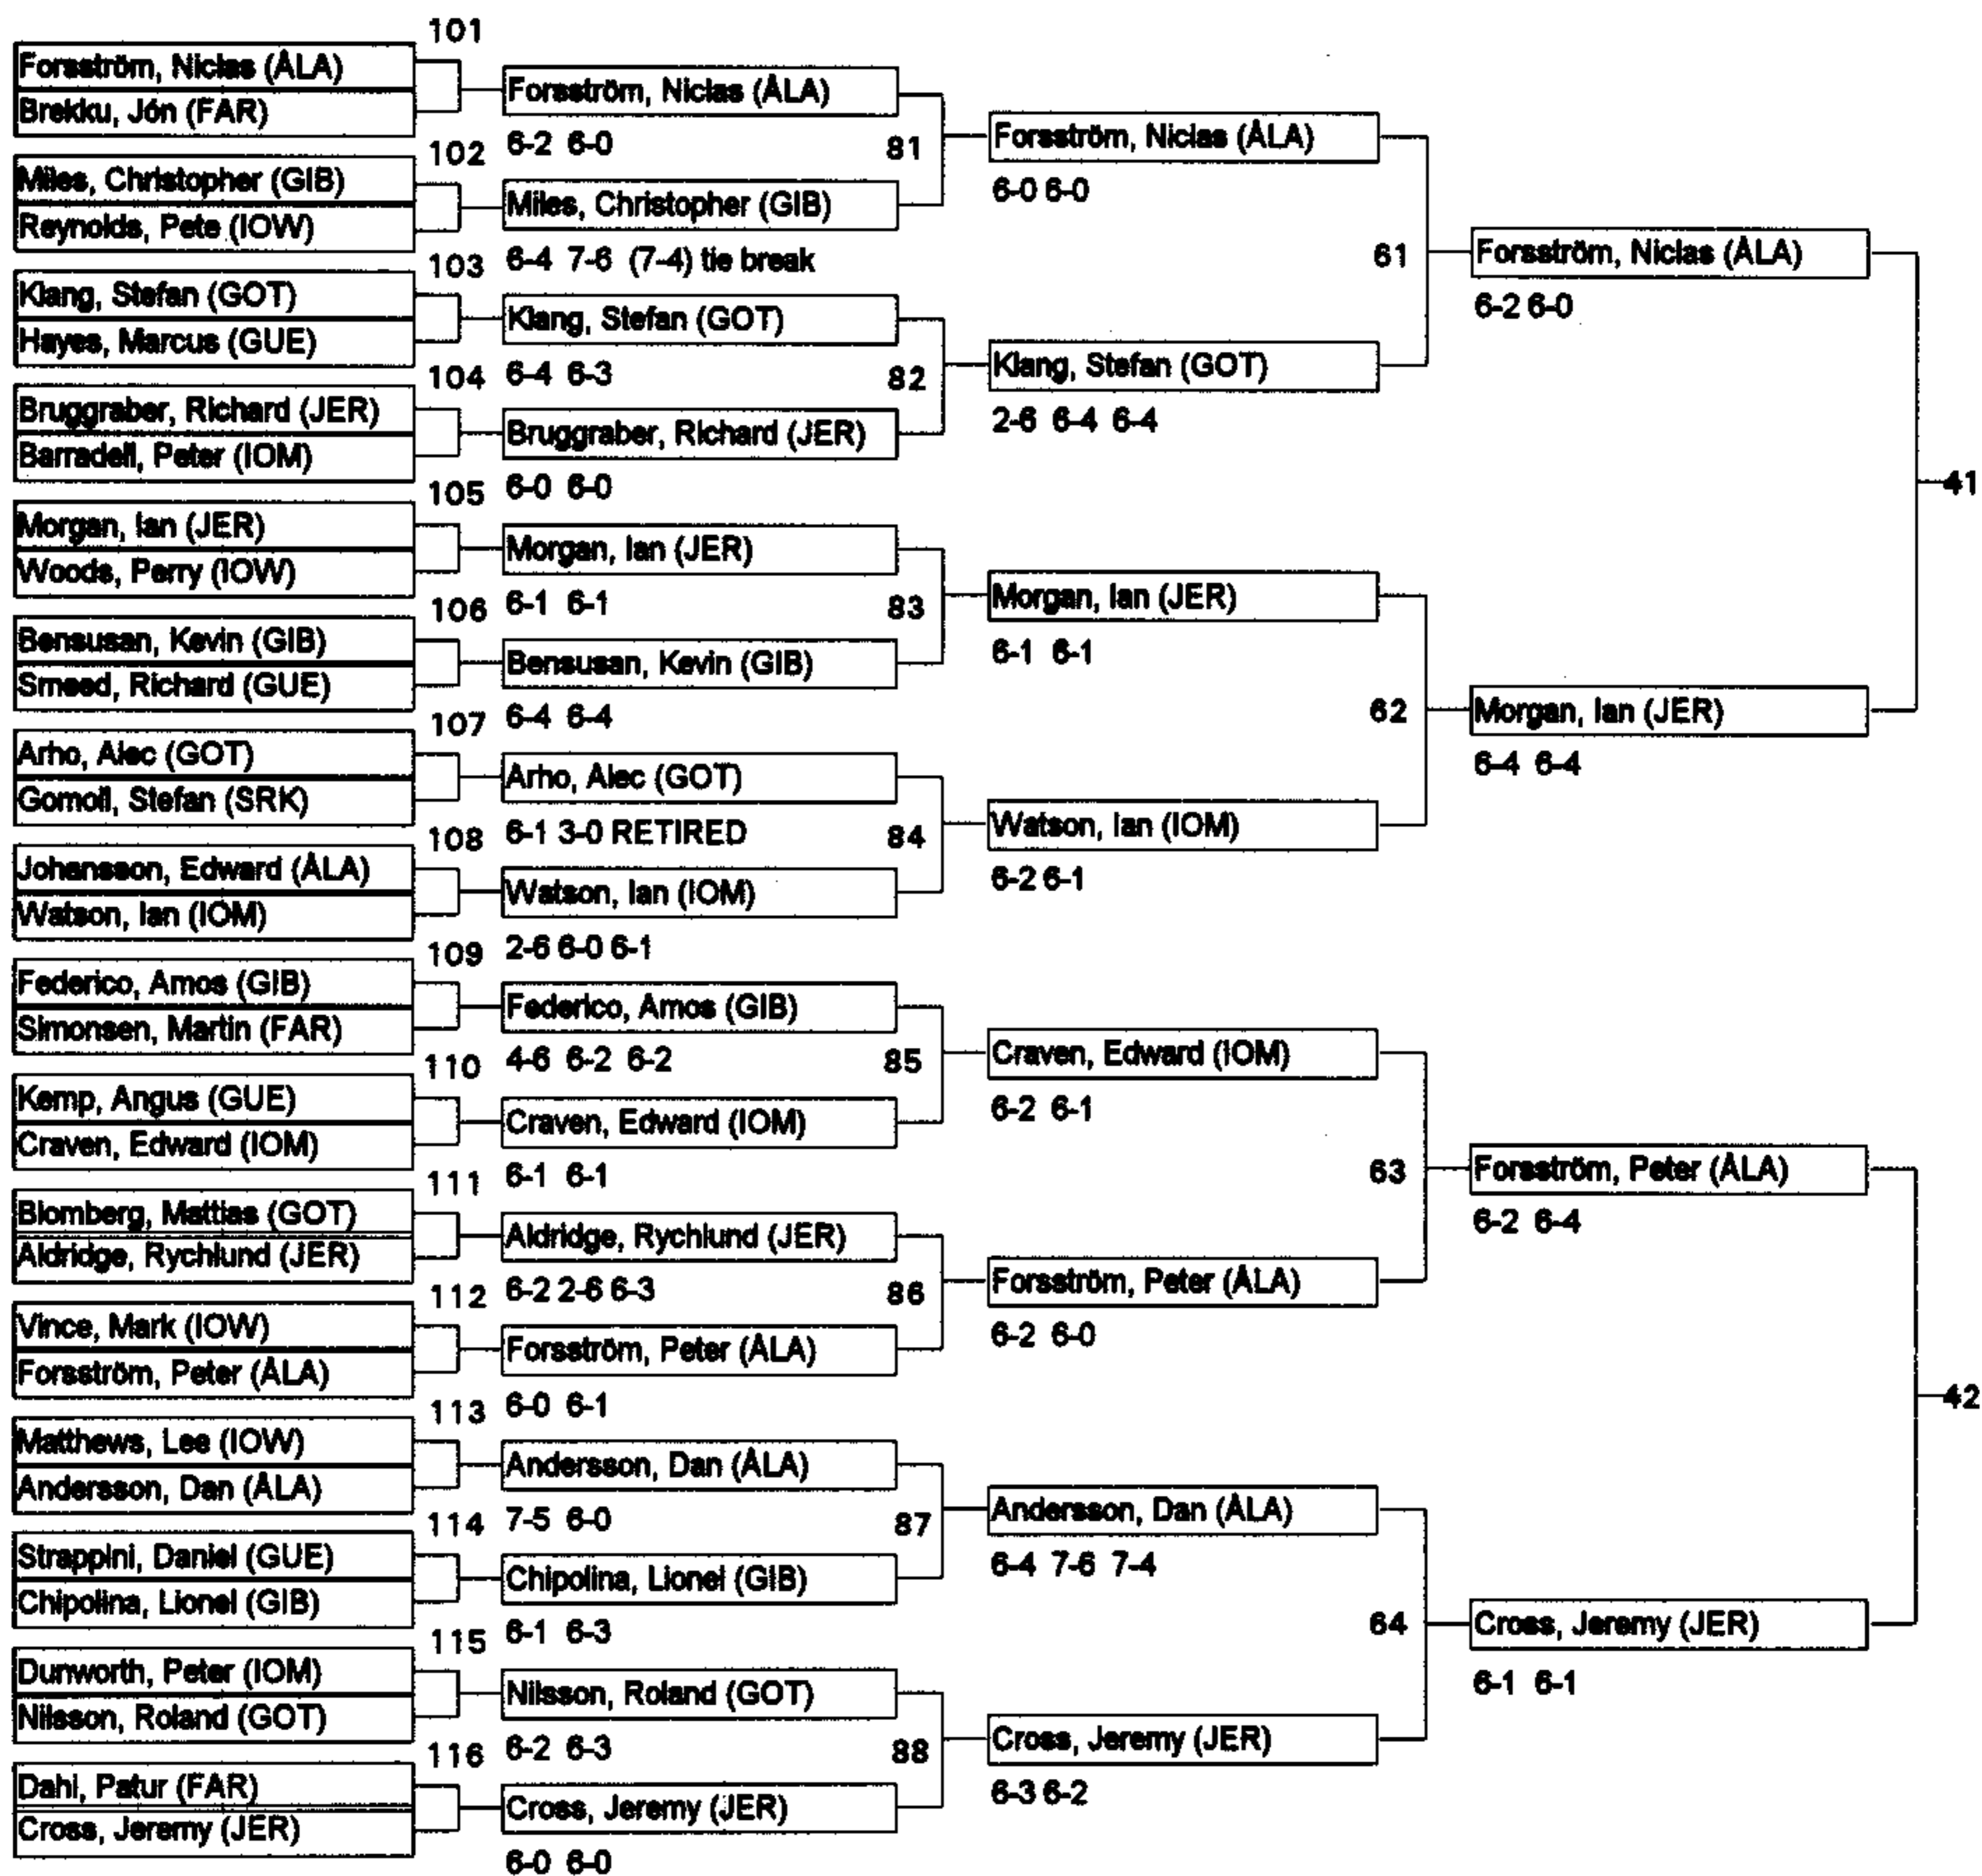 101
Forsström, Niclas (ÅLA)
Brekku, Jón (FAR)
102
Miles, Christopher (GIB)
Reynolds, Pete (IOW)
103
Klang, Stefan (GOT)
Hayes, Marcus (GUE)
104
Bruggraber, Richard (JER)
Barradell, Peter (IOM)
105
Morgan, Ian (JER)
Woods, Perry (IOW)
106
Bensusan, Kevin (GIB)
Smeed, Richard (GUE)
107
Arho, Alec (GOT)
Gomoll, Stefan (SRK)
108
Johansson, Edward (ÅLA)
Watson, Ian (IOM)
109
Federico, Amos (GIB)
Simonsen, Martin (FAR)
110
Kemp, Angus (GUE)
Craven, Edward (IOM)
111
Blomberg, Mattias (GOT)
Aldridge, Rychlund (JER)
112
Vince, Mark (IOW)
Forsström, Peter (ÅLA)
113
Matthews, Lee (IOW)
Andersson, Dan (ÅLA)
114
Strappini, Daniel (GUE)
Chipolina, Lionel (GIB)
115
Dunworth, Peter (IOM)
Nilsson, Roland (GOT)
116
Dahl, Patur (FAR)
Cross, Jeremy (JER)
Forsström, Niclas (ÅLA)
6-2 6-0
81
Miles, Christopher (GIB)
6-4 7-6 (7-4) tie break
Klang, Stefan (GOT)
6-4 6-3
82
Bruggraber, Richard (JER)
6-0 6-0
Morgan, Ian (JER)
6-1 6-1
83
Bensusan, Kevin (GIB)
6-4 6-4
Arho, Alec (GOT)
6-1 3-0 RETIRED
84
Watson, Ian (IOM)
2-6 6-0 6-1
Federico, Amos (GIB)
4-6 6-2 6-2
85
Craven, Edward (IOM)
6-1 6-1
Aldridge, Rychlund (JER)
6-2 2-6 6-3
86
Forsström, Peter (ÅLA)
6-0 6-1
Andersson, Dan (ÅLA)
7-5 6-0
87
Chipolina, Lionel (GIB)
6-1 6-3
Nilsson, Roland (GOT)
6-2 6-3
88
Cross, Jeremy (JER)
6-0 6-0
Forsström, Niclas (ÅLA)
6-0 6-0
61
Klang, Stefan (GOT)
2-6 6-4 6-4
Morgan, Ian (JER)
6-1 6-1
62
Watson, Ian (IOM)
6-2 6-1
Craven, Edward (IOM)
6-2 6-1
63
Forsström, Peter (ÅLA)
6-2 6-0
Andersson, Dan (ÅLA)
6-4 7-6 7-4
64
Cross, Jeremy (JER)
6-3 6-2
Forsström, Niclas (ÅLA)
6-2 6-0
41
Morgan, Ian (JER)
6-4 6-4
Forsström, Peter (ÅLA)
6-2 6-4
42
Cross, Jeremy (JER)
6-1 6-1